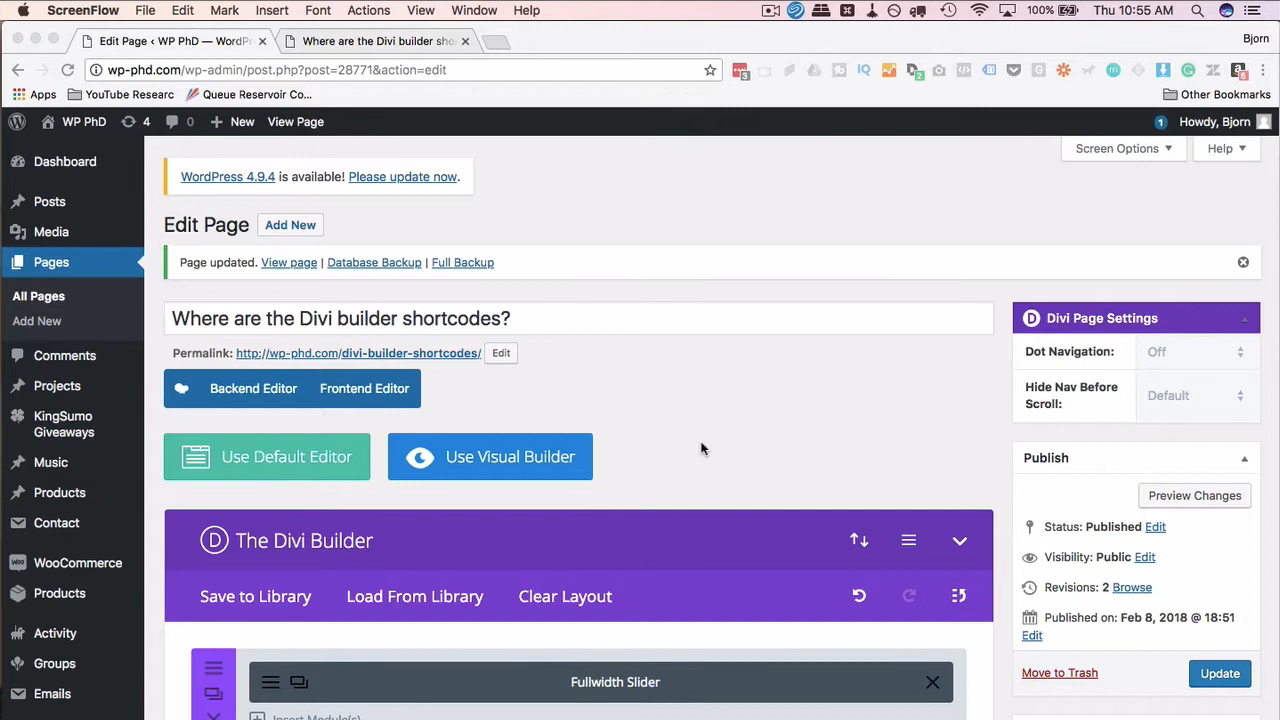 ScreenFlow File Edit Mark Insert Font Actions View Window Help 100% Thu 10:55 AM
Edit Page ‹ WP PhD — WordPr Where are the Divi builder sho Bjorn
wp-phd.com/wp-admin/post.php?post=28771&action=edit
Apps YouTube Researc Queue Reservoir Co... Other Bookmarks
WP PhD 4 0 New View Page 1 Howdy, Bjorn
Screen Options Help
Dashboard
Posts
Media
Pages
All Pages
Add New
Comments
Projects
KingSumo
Giveaways
Music
Products
Contact
WooCommerce
Products
Activity
Groups
Emails
WordPress 4.9.4 is available! Please update now.
Edit Page Add New
Page updated. View page | Database Backup | Full Backup
Where are the Divi builder shortcodes?
Permalink: http://wp-phd.com/divi-builder-shortcodes/ Edit
Backend Editor Frontend Editor
Use Default Editor Use Visual Builder
D The Divi Builder
Save to Library Load From Library Clear Layout
Fullwidth Slider
Insert Module(s)
D Divi Page Settings
Dot Navigation: Off
Hide Nav Before
Scroll: Default
Publish
Preview Changes
Status: Published Edit
Visibility: Public Edit
Revisions: 2 Browse
Published on: Feb 8, 2018 @ 18:51
Edit
Move to Trash Update